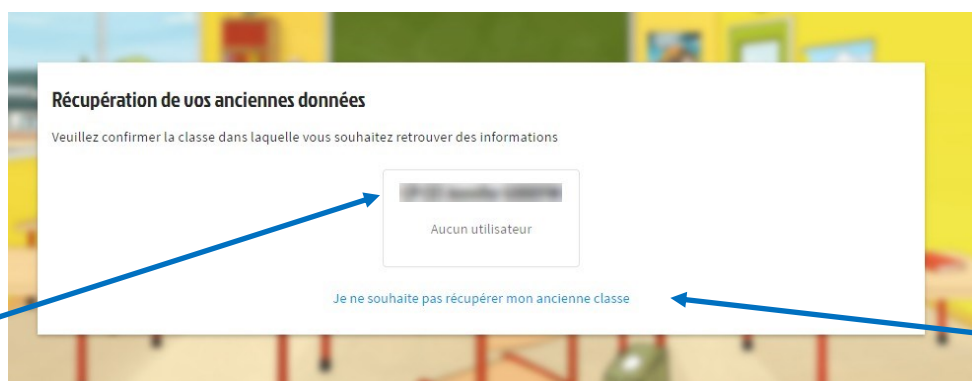 Récupération de vos anciennes données
Veuillez confirmer la classe dans laquelle vous souhaitez retrouver des informations
Aucun utilisateur
Je ne souhaite pas récupérer mon ancienne classe